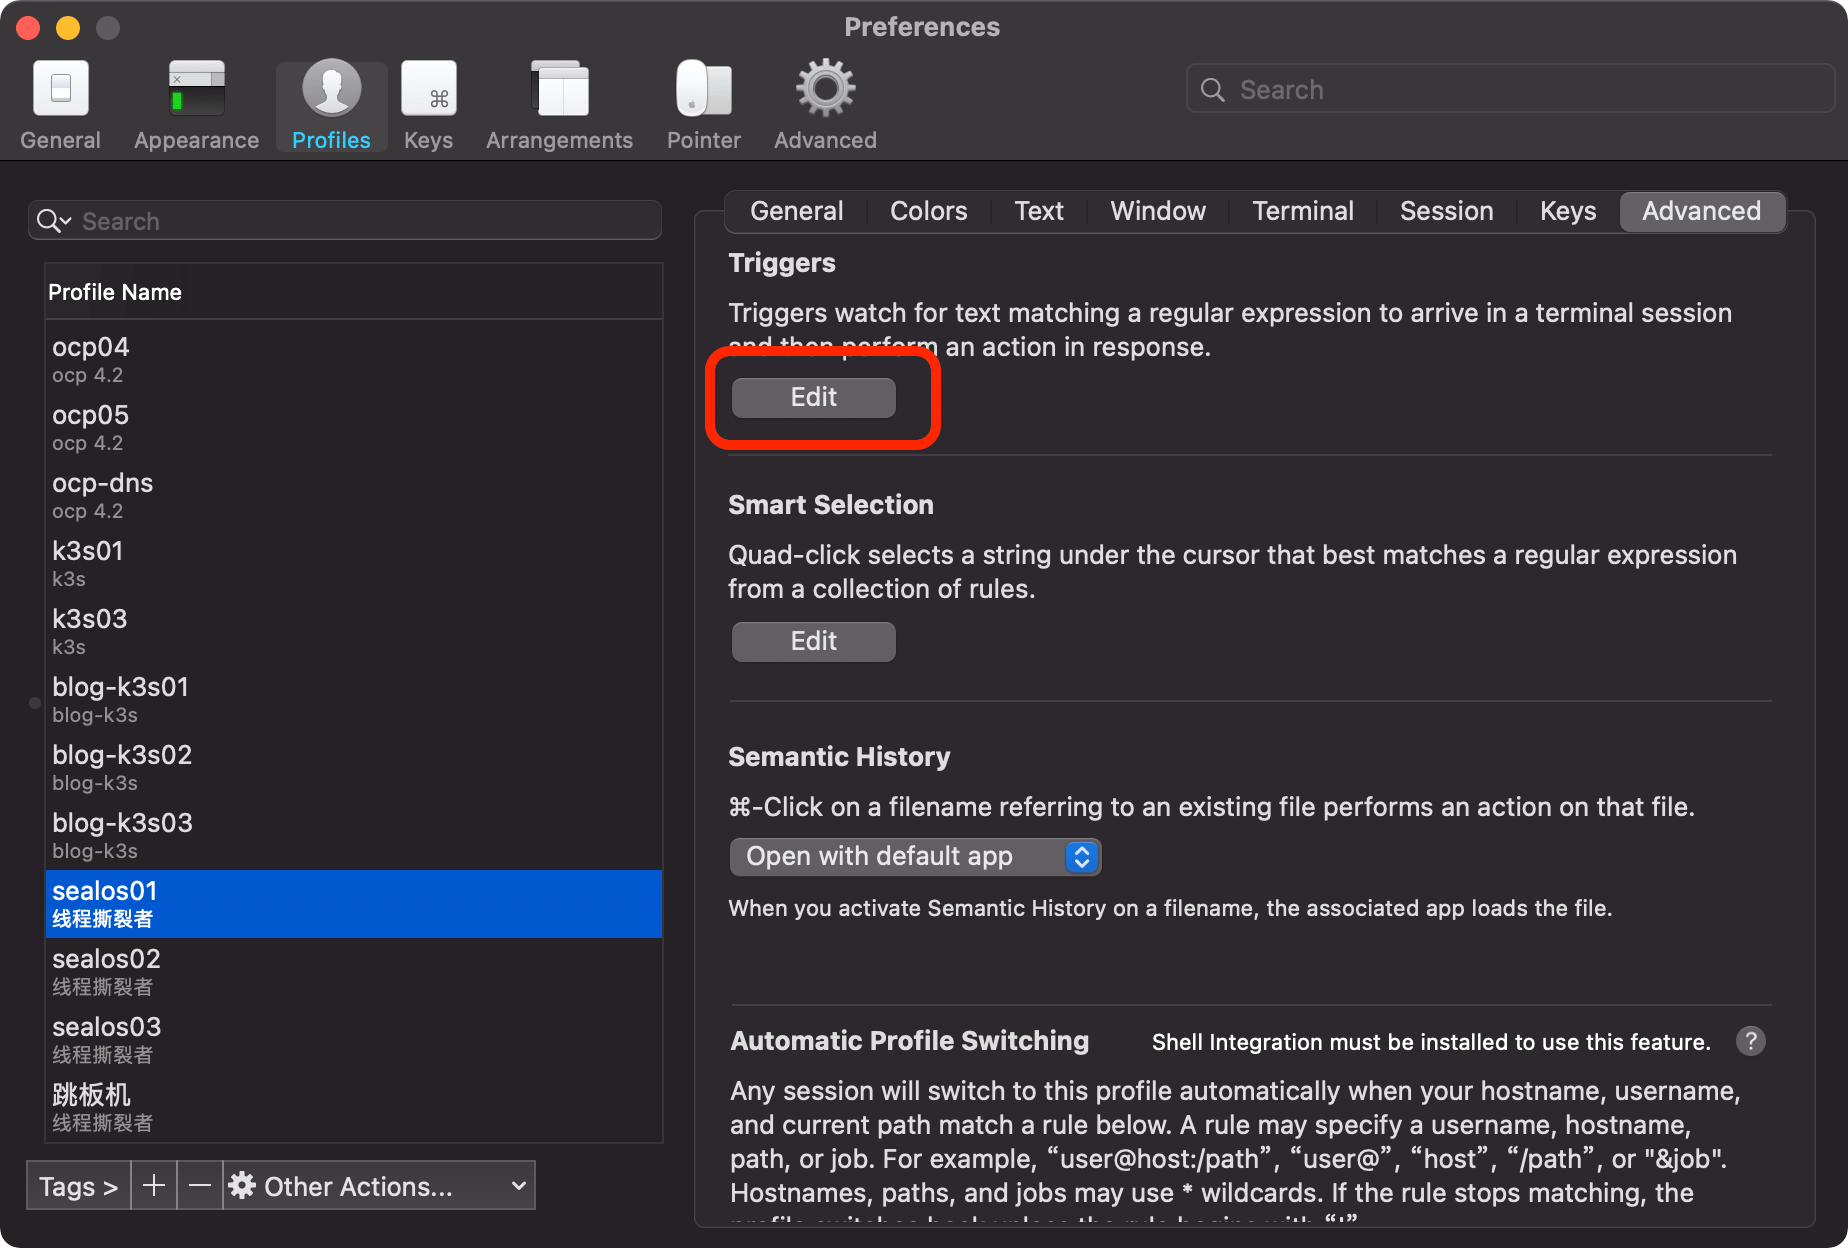 Preferences
General
Appearance
Profiles
Keys
Arrangements
Pointer
Advanced
Search
Search
Profile Name
ocp04
ocp 4.2
ocp05
ocp 4.2
ocp-dns
ocp 4.2
k3s01
k3s
k3s03
k3s
blog-k3s01
blog-k3s
blog-k3s02
blog-k3s
blog-k3s03
blog-k3s
sealos01
线程撕裂者
sealos02
线程撕裂者
sealos03
线程撕裂者
跳板机
线程撕裂者
Tags >
Other Actions...
General
Colors
Text
Window
Terminal
Session
Keys
Advanced
Triggers
Triggers watch for text matching a regular expression to arrive in a terminal session
and then perform an action in response.
Edit
Smart Selection
Quad-click selects a string under the cursor that best matches a regular expression
from a collection of rules.
Edit
Semantic History
⌘-Click on a filename referring to an existing file performs an action on that file.
Open with default app
When you activate Semantic History on a filename, the associated app loads the file.
Automatic Profile Switching
Shell Integration must be installed to use this feature.
?
Any session will switch to this profile automatically when your hostname, username,
and current path match a rule below. A rule may specify a username, hostname,
path, or job. For example, “user@host:/path”, “user@”, “host”, “/path”, or "&job".
Hostnames, paths, and jobs may use * wildcards. If the rule stops matching, the
profile switches back unless the rule begins with “!”